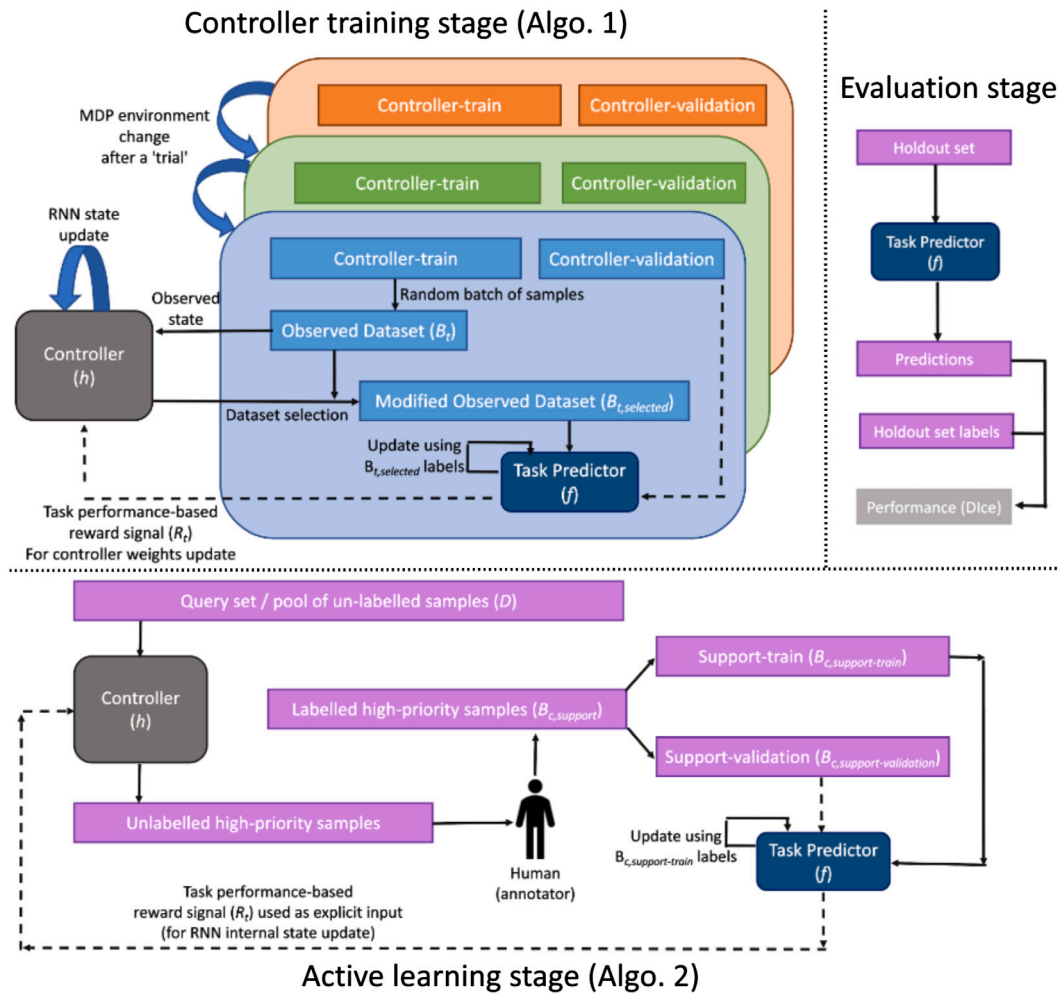 Controller training stage (Algo. 1)
MDP environment
change
after a 'trial'
Controller-train
Controller-validation
Controller-train
Controller-validation
RNN state
update
Controller-train
Controller-validation
Random batch of samples
Observed
state
Observed Dataset (Bt)
Controller
(h)
Dataset selection
Modified Observed Dataset (Bt,selected)
Update using
Bt,selected labels
Task Predictor
(f)
Task performance-based
reward signal (Rt)
For controller weights update
Evaluation stage
Holdout set
Task Predictor
(f)
Predictions
Holdout set labels
Performance (DIce)
Query set / pool of un-labelled samples (D)
Controller
(h)
Unlabelled high-priority samples
Human
(annotator)
Labelled high-priority samples (Bc,support)
Support-train (Bc,support-train)
Support-validation (Bc,support-validation)
Update using
Bc,support-train labels
Task Predictor
(f)
Task performance-based
reward signal (Rt) used as explicit input
(for RNN internal state update)
Active learning stage (Algo. 2)